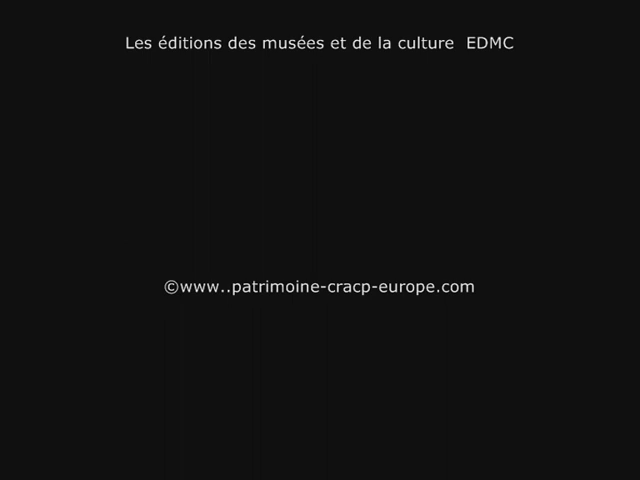 Les éditions des musées et de la culture  EDMC
©www..patrimoine-cracp-europe.com